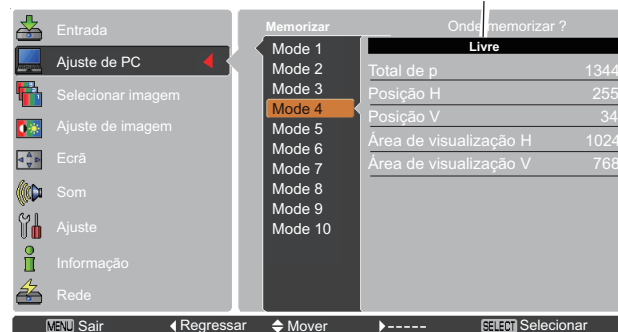 Entrada
Ajuste de PC
Selecionar imagem
Ajuste de imagem
Ecrã
Som
Ajuste
Informação
Rede
Memorizar
Mode 1
Mode 2
Mode 3
Mode 4
Mode 5
Mode 6
Mode 7
Mode 8
Mode 9
Mode 10
Onde memorizar ?
Livre
Total de p 1344
Posição H 255
Posição V 34
Área de visualização H 1024
Área de visualização V 768
MENU Sair Regressar Mover ----- SELECT Selecionar